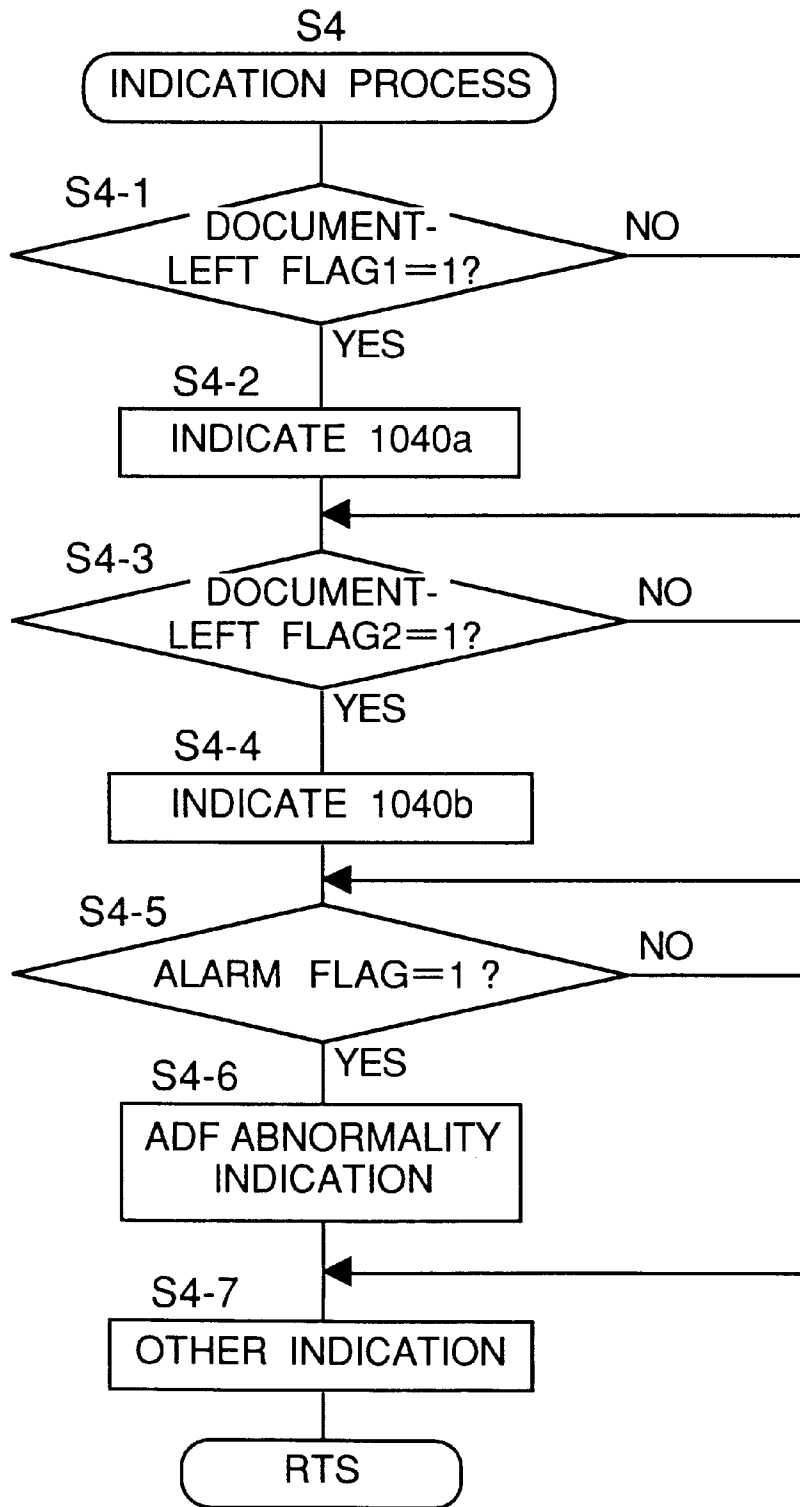 S4
INDICATION PROCESS
S4-1
DOCUMENT-
LEFT FLAG1=1?
NO
YES
S4-2
INDICATE 1040a
S4-3
DOCUMENT-
LEFT FLAG2=1?
NO
YES
S4-4
INDICATE 1040b
S4-5
ALARM FLAG=1 ?
NO
YES
S4-6
ADF ABNORMALITY
INDICATION
S4-7
OTHER INDICATION
RTS